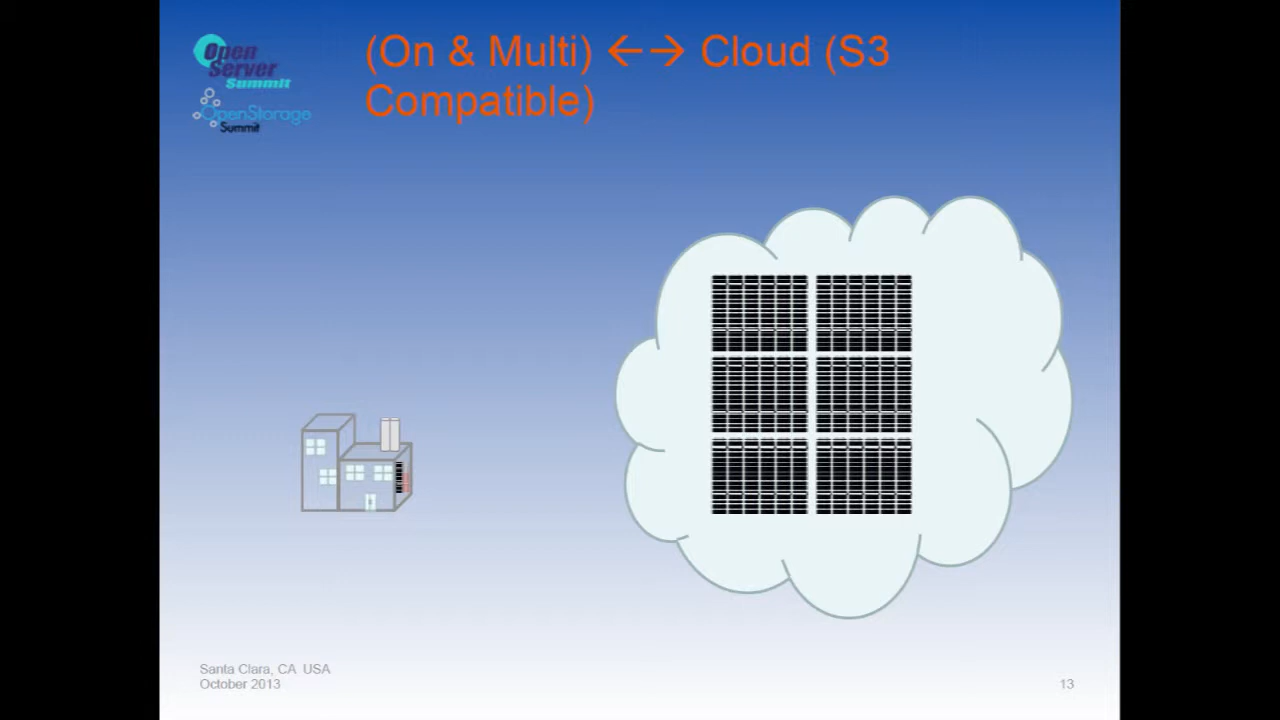 Open
Server
Summit
OpenStorage
Summit
(On & Multi) ←→ Cloud (S3
Compatible)
Santa Clara, CA USA
October 2013
13